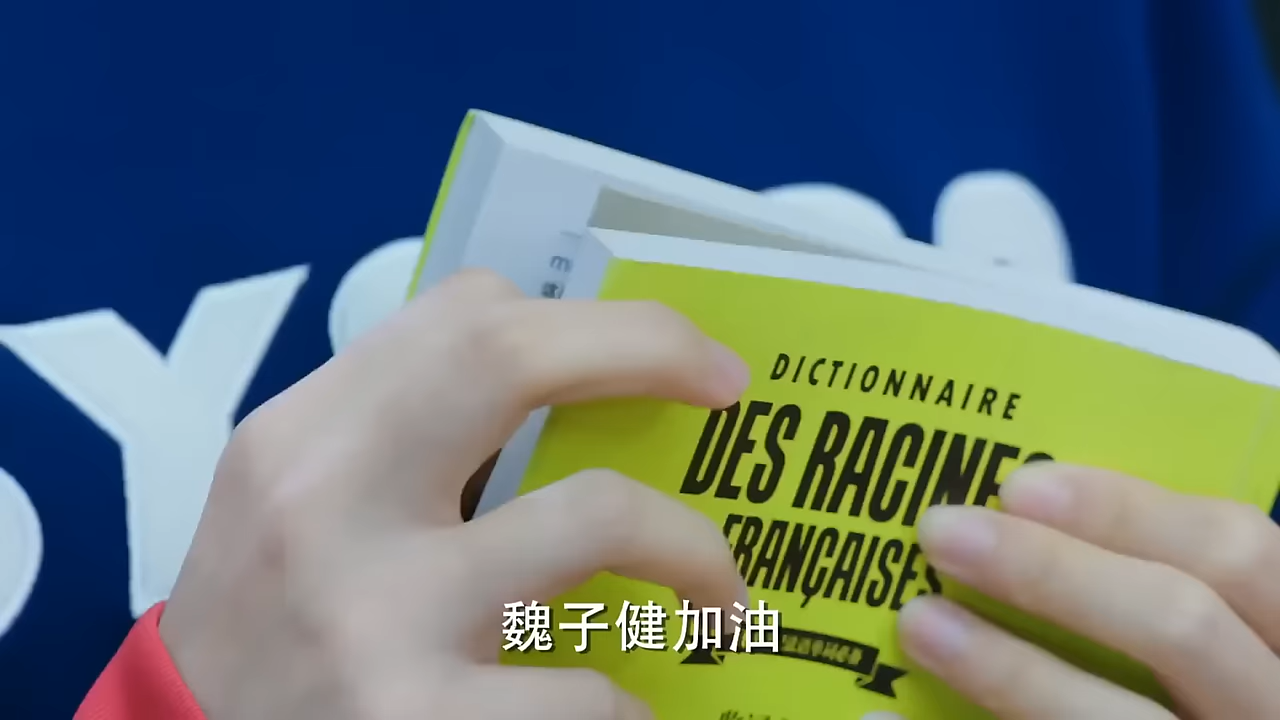 DICTIONNAIRE
DES RACINES
FRANÇAISES
魏子健加油